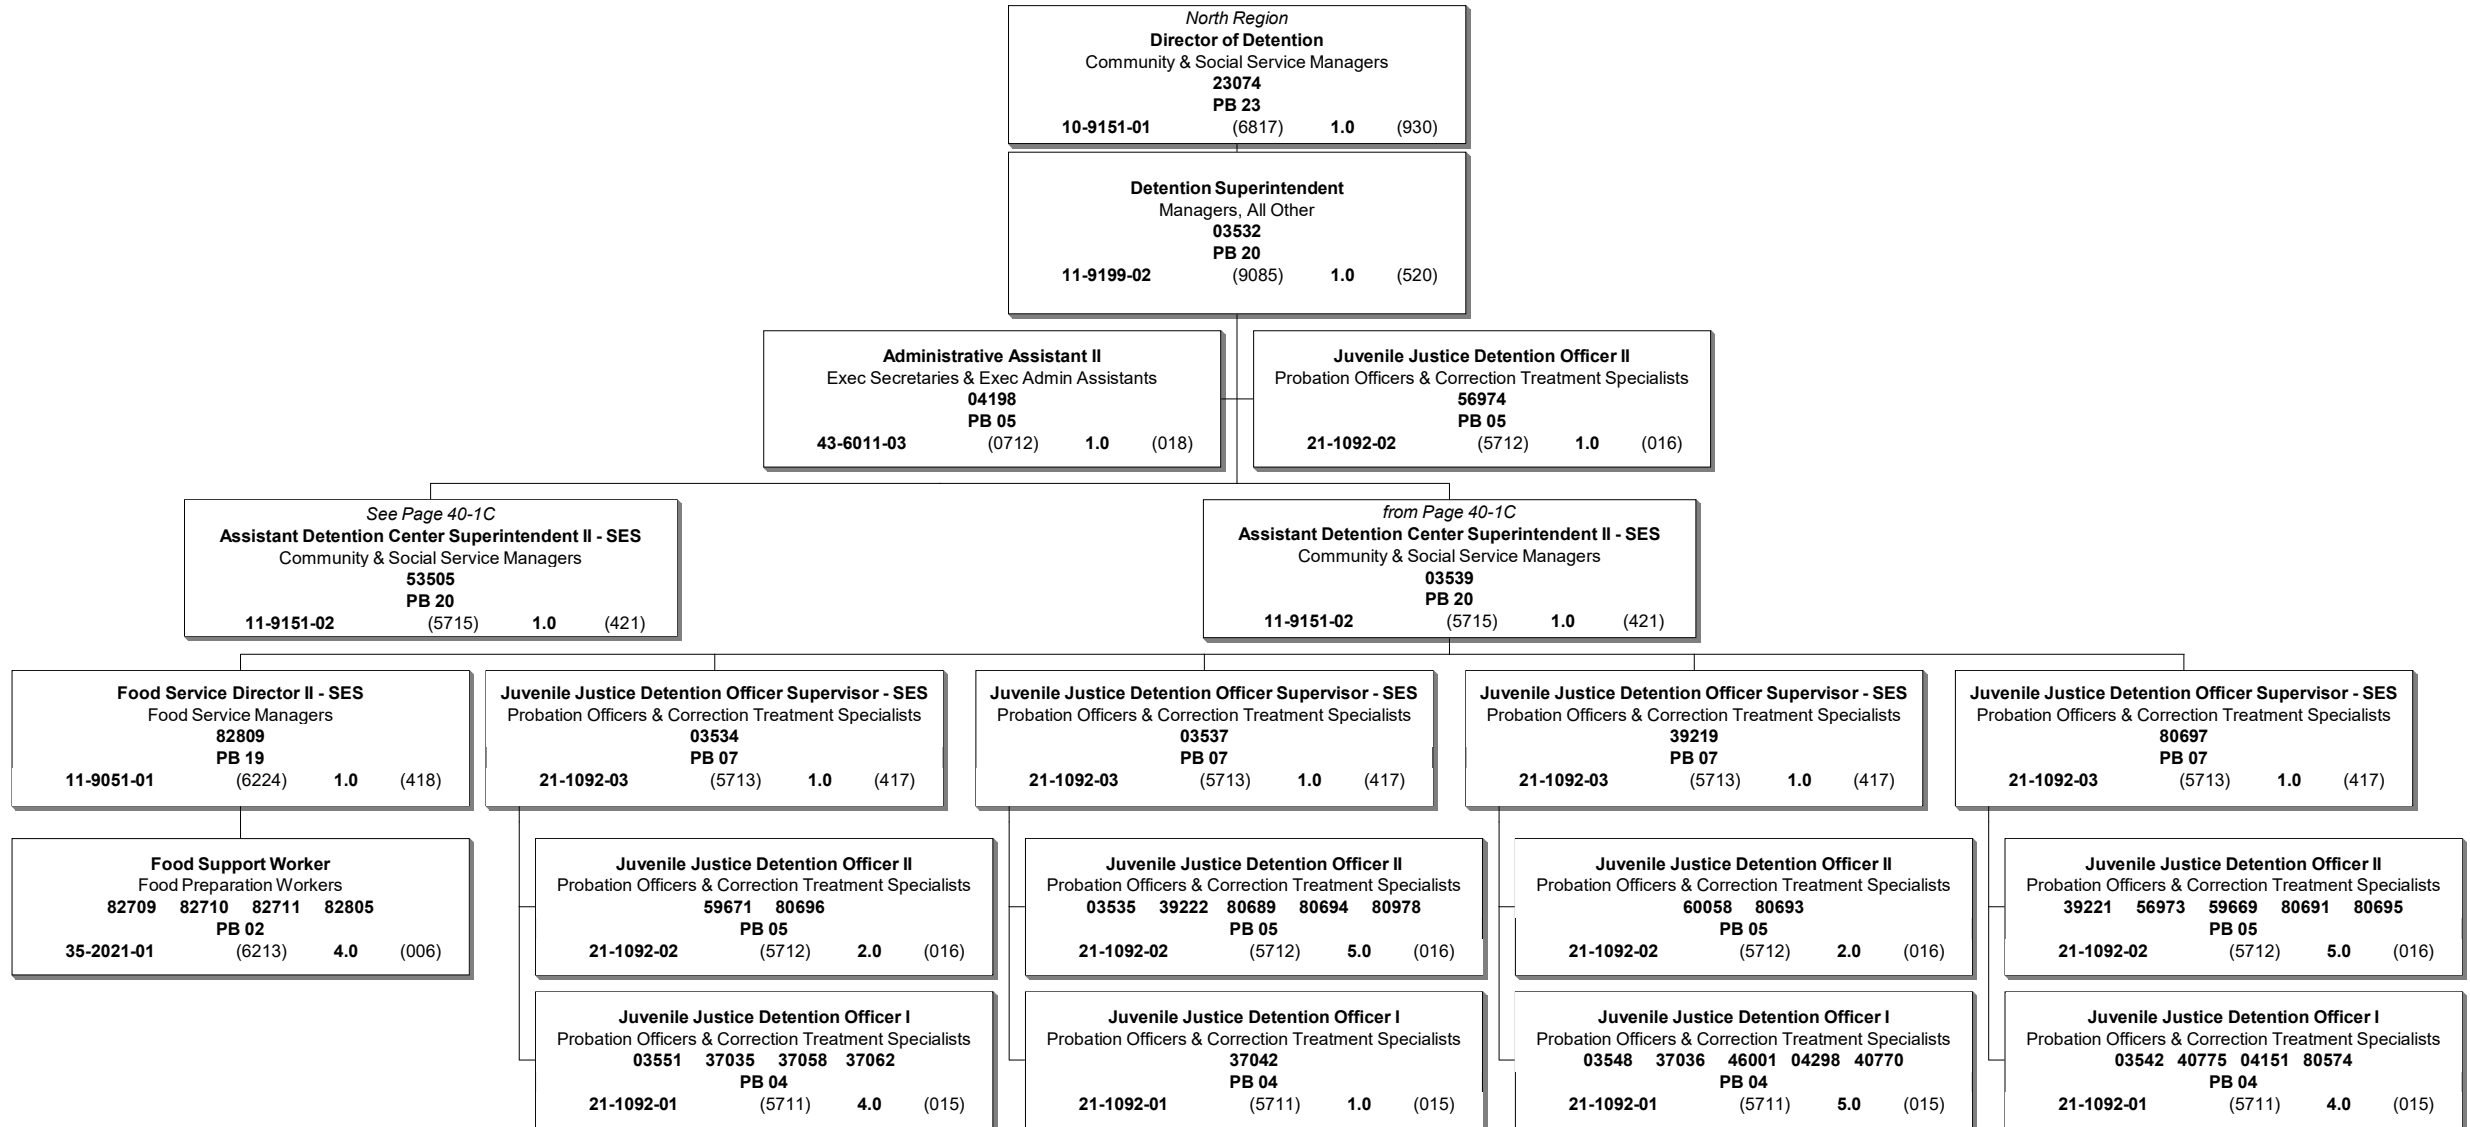 North Region
Director of Detention
Community & Social Service Managers
23074
PB 23
10-9151-01 (6817) 1.0 (930)
Detention Superintendent
Managers, All Other
03532
PB 20
11-9199-02 (9085) 1.0 (520)
Administrative Assistant II
Exec Secretaries & Exec Admin Assistants
04198
PB 05
43-6011-03 (0712) 1.0 (018)
Juvenile Justice Detention Officer II
Probation Officers & Correction Treatment Specialists
56974
PB 05
21-1092-02 (5712) 1.0 (016)
See Page 40-1C
Assistant Detention Center Superintendent II - SES
Community & Social Service Managers
53505
PB 20
11-9151-02 (5715) 1.0 (421)
from Page 40-1C
Assistant Detention Center Superintendent II - SES
Community & Social Service Managers
03539
PB 20
11-9151-02 (5715) 1.0 (421)
Food Service Director II - SES
Food Service Managers
82809
PB 19
11-9051-01 (6224) 1.0 (418)
Juvenile Justice Detention Officer Supervisor - SES
Probation Officers & Correction Treatment Specialists
03534
PB 07
21-1092-03 (5713) 1.0 (417)
Juvenile Justice Detention Officer Supervisor - SES
Probation Officers & Correction Treatment Specialists
03537
PB 07
21-1092-03 (5713) 1.0 (417)
Juvenile Justice Detention Officer Supervisor - SES
Probation Officers & Correction Treatment Specialists
39219
PB 07
21-1092-03 (5713) 1.0 (417)
Juvenile Justice Detention Officer Supervisor - SES
Probation Officers & Correction Treatment Specialists
80697
PB 07
21-1092-03 (5713) 1.0 (417)
Food Support Worker
Food Preparation Workers
82709 82710 82711 82805
PB 02
35-2021-01 (6213) 4.0 (006)
Juvenile Justice Detention Officer II
Probation Officers & Correction Treatment Specialists
59671 80696
PB 05
21-1092-02 (5712) 2.0 (016)
Juvenile Justice Detention Officer II
Probation Officers & Correction Treatment Specialists
03535 39222 80689 80694 80978
PB 05
21-1092-02 (5712) 5.0 (016)
Juvenile Justice Detention Officer II
Probation Officers & Correction Treatment Specialists
60058 80693
PB 05
21-1092-02 (5712) 2.0 (016)
Juvenile Justice Detention Officer II
Probation Officers & Correction Treatment Specialists
39221 56973 59669 80691 80695
PB 05
21-1092-02 (5712) 5.0 (016)
Juvenile Justice Detention Officer I
Probation Officers & Correction Treatment Specialists
03551 37035 37058 37062
PB 04
21-1092-01 (5711) 4.0 (015)
Juvenile Justice Detention Officer I
Probation Officers & Correction Treatment Specialists
37042
PB 04
21-1092-01 (5711) 1.0 (015)
Juvenile Justice Detention Officer I
Probation Officers & Correction Treatment Specialists
03548 37036 46001 04298 40770
PB 04
21-1092-01 (5711) 5.0 (015)
Juvenile Justice Detention Officer I
Probation Officers & Correction Treatment Specialists
03542 40775 04151 80574
PB 04
21-1092-01 (5711) 4.0 (015)